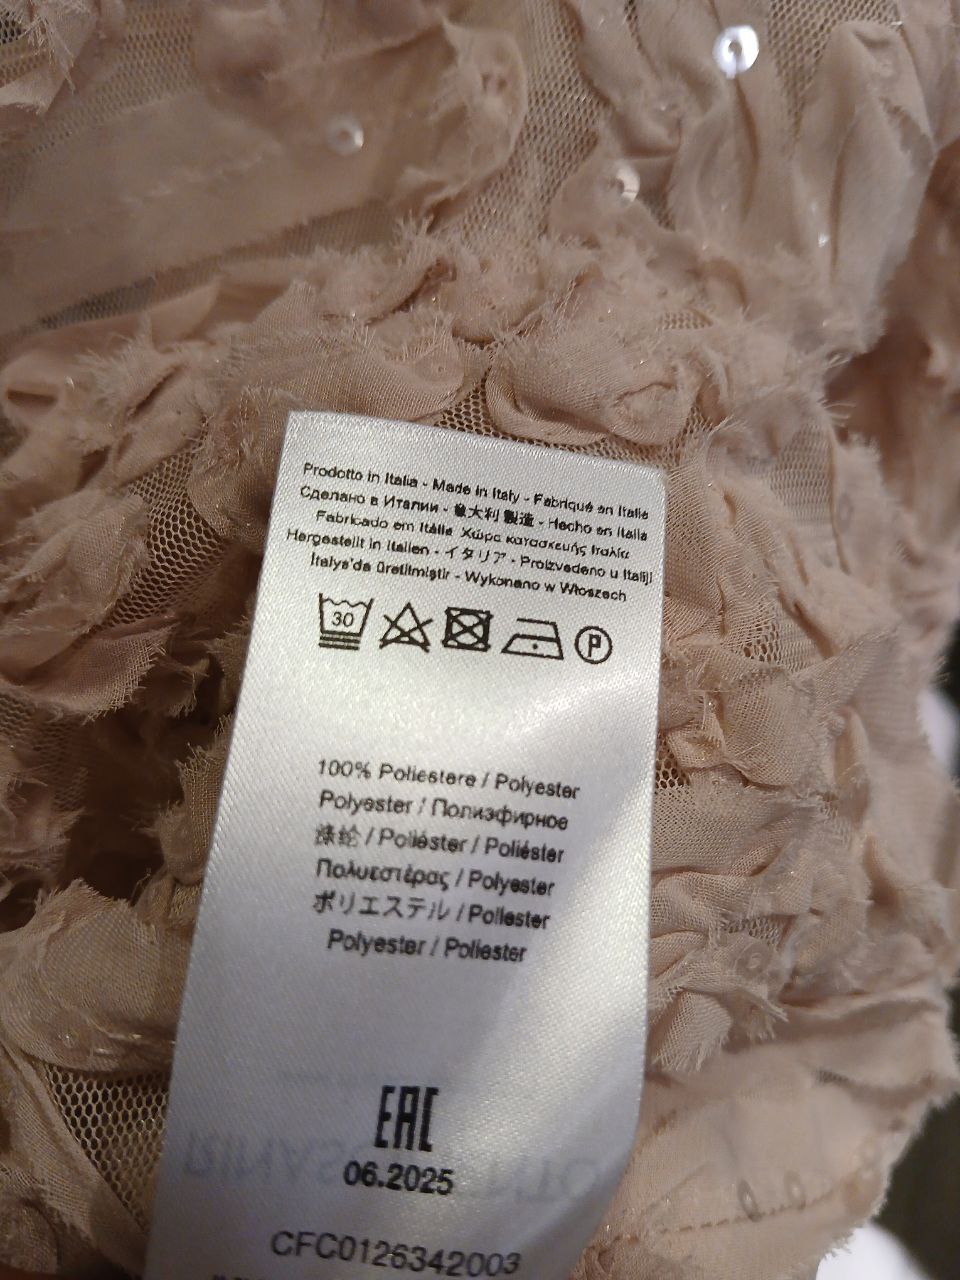 Prodotto in Italia - Made in Italy - Fabriqué en Italie
Сделано в Италии - 意大利 製造 - Hecho en Italia
Fabricado em Itália Χώρα κατασκευής Ιταλία
Hergestellt in Italien - イタリア - Proizvedeno u Italiji
İtalya'da üretilmiştir - Wykonano w Włoszech
30
P
100% Poliestere / Polyester
Polyester / Полиэфирное
涤纶 / Poliéster / Poliéster
Πολυεστέρας / Polyester
ポリエステル / Poliester
Polyester / Poliester
EAC
06.2025
CFC0126342003